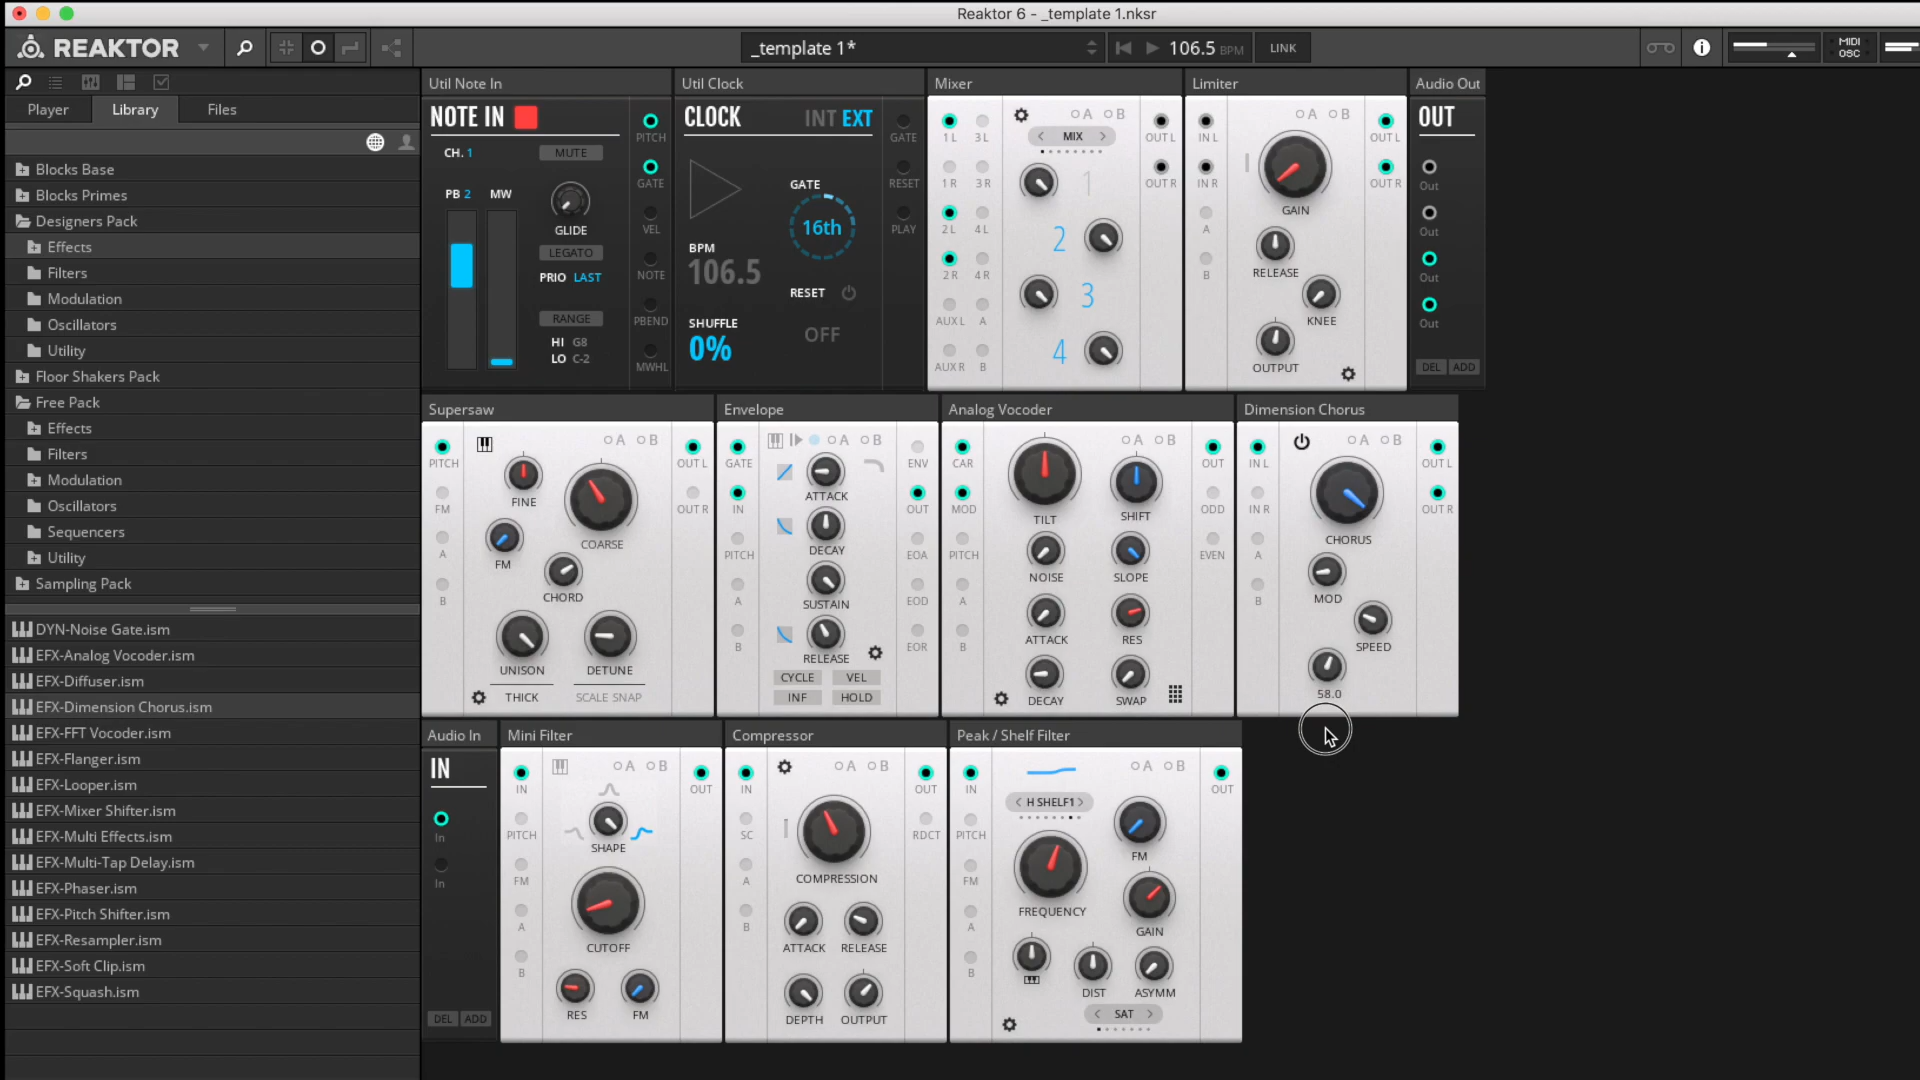 Reaktor 6 - _template 1.nksr
REAKTOR
_template 1*
106.5 BPM
LINK
MIDI
OSC
Player
Library
Files
Blocks Base
Blocks Primes
Designers Pack
Effects
Filters
Modulation
Oscillators
Utility
Floor Shakers Pack
Free Pack
Effects
Filters
Modulation
Oscillators
Sequencers
Utility
Sampling Pack
DYN-Noise Gate.ism
EFX-Analog Vocoder.ism
EFX-Diffuser.ism
EFX-Dimension Chorus.ism
EFX-FFT Vocoder.ism
EFX-Flanger.ism
EFX-Looper.ism
EFX-Mixer Shifter.ism
EFX-Multi Effects.ism
EFX-Multi-Tap Delay.ism
EFX-Phaser.ism
EFX-Pitch Shifter.ism
EFX-Resampler.ism
EFX-Soft Clip.ism
EFX-Squash.ism
Util Note In
NOTE IN
CH. 1
MUTE
PB 2
MW
GLIDE
LEGATO
PRIO LAST
RANGE
HI G8
LO C-2
PITCH
GATE
VEL
NOTE
PBEND
MWHL
Util Clock
CLOCK
INT EXT
GATE
16th
BPM
106.5
RESET
SHUFFLE
0%
OFF
GATE
RESET
PLAY
Mixer
1 L
3 L
1 R
3 R
2 L
4 L
2 R
4 R
AUX L
A
AUX R
B
A
B
MIX
1
2
3
4
OUT L
OUT R
Limiter
IN L
IN R
A
B
A
B
GAIN
RELEASE
KNEE
OUTPUT
OUT L
OUT R
Audio Out
OUT
Out
Out
Out
Out
DEL
ADD
Supersaw
PITCH
FM
A
B
A
B
FINE
COARSE
FM
CHORD
UNISON
DETUNE
THICK
SCALE SNAP
OUT L
OUT R
Envelope
GATE
IN
PITCH
A
B
A
B
ATTACK
DECAY
SUSTAIN
RELEASE
CYCLE
VEL
INF
HOLD
ENV
OUT
EOA
EOD
EOR
Analog Vocoder
CAR
MOD
PITCH
A
B
A
B
TILT
SHIFT
NOISE
SLOPE
ATTACK
RES
DECAY
SWAP
OUT
ODD
EVEN
Dimension Chorus
IN L
IN R
A
B
A
B
CHORUS
MOD
SPEED
58.0
OUT L
OUT R
Audio In
IN
In
In
DEL
ADD
Mini Filter
IN
PITCH
FM
A
B
A
B
SHAPE
CUTOFF
RES
FM
OUT
Compressor
IN
SC
A
B
A
B
COMPRESSION
ATTACK
RELEASE
DEPTH
OUTPUT
OUT
RDCT
Peak / Shelf Filter
IN
PITCH
FM
A
B
A
B
H SHELF1
FM
FREQUENCY
GAIN
DIST
ASYMM
SAT
OUT